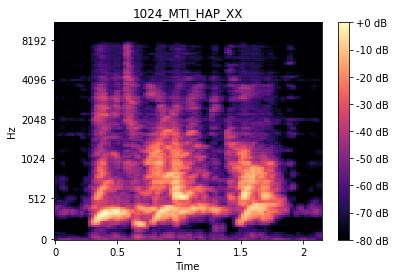 1024_MTI_HAP_XX
+0 dB
8192
-10 dB
4096
-20 dB
-30 dB
2048
Hz
-40 dB
1024
-50 dB
512
-60 dB
-70 dB
0
-80 dB
0
0.5
1
1.5
2
Time